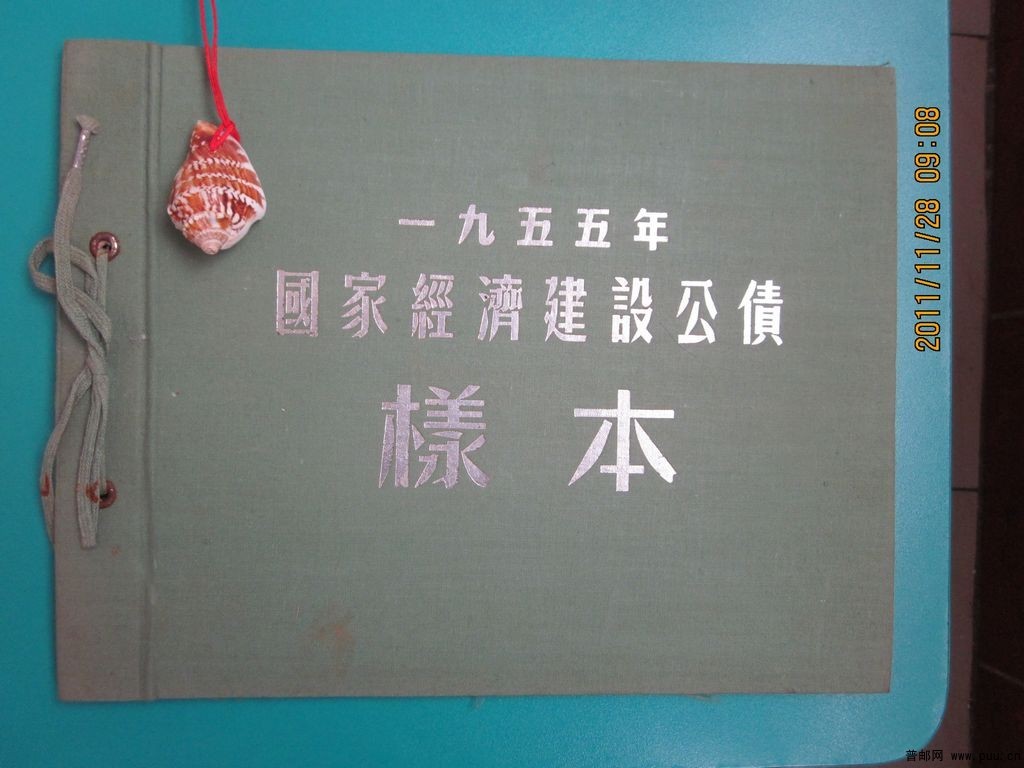 一九五五年
國家經濟建設公債
樣本
2011/11/28 09:08
普邮网 www.puu.cn